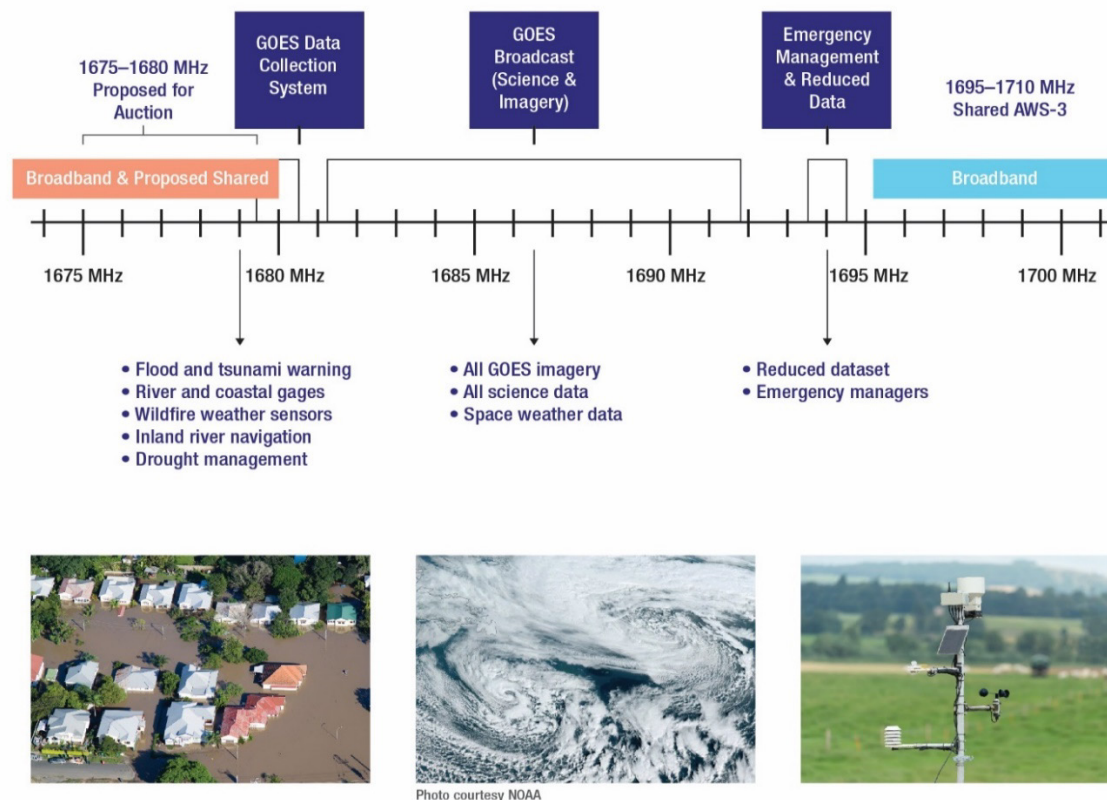 1675–1680 MHz
Proposed for
Auction
GOES Data
Collection
System
GOES
Broadcast
(Science &
Imagery)
Emergency
Management
& Reduced
Data
1695–1710 MHz
Shared AWS-3
Broadband & Proposed Shared
Broadband
1675 MHz
1680 MHz
1685 MHz
1690 MHz
1695 MHz
1700 MHz
• Flood and tsunami warning
• River and coastal gages
• Wildfire weather sensors
• Inland river navigation
• Drought management
• All GOES imagery
• All science data
• Space weather data
• Reduced dataset
• Emergency managers
Photo courtesy NOAA